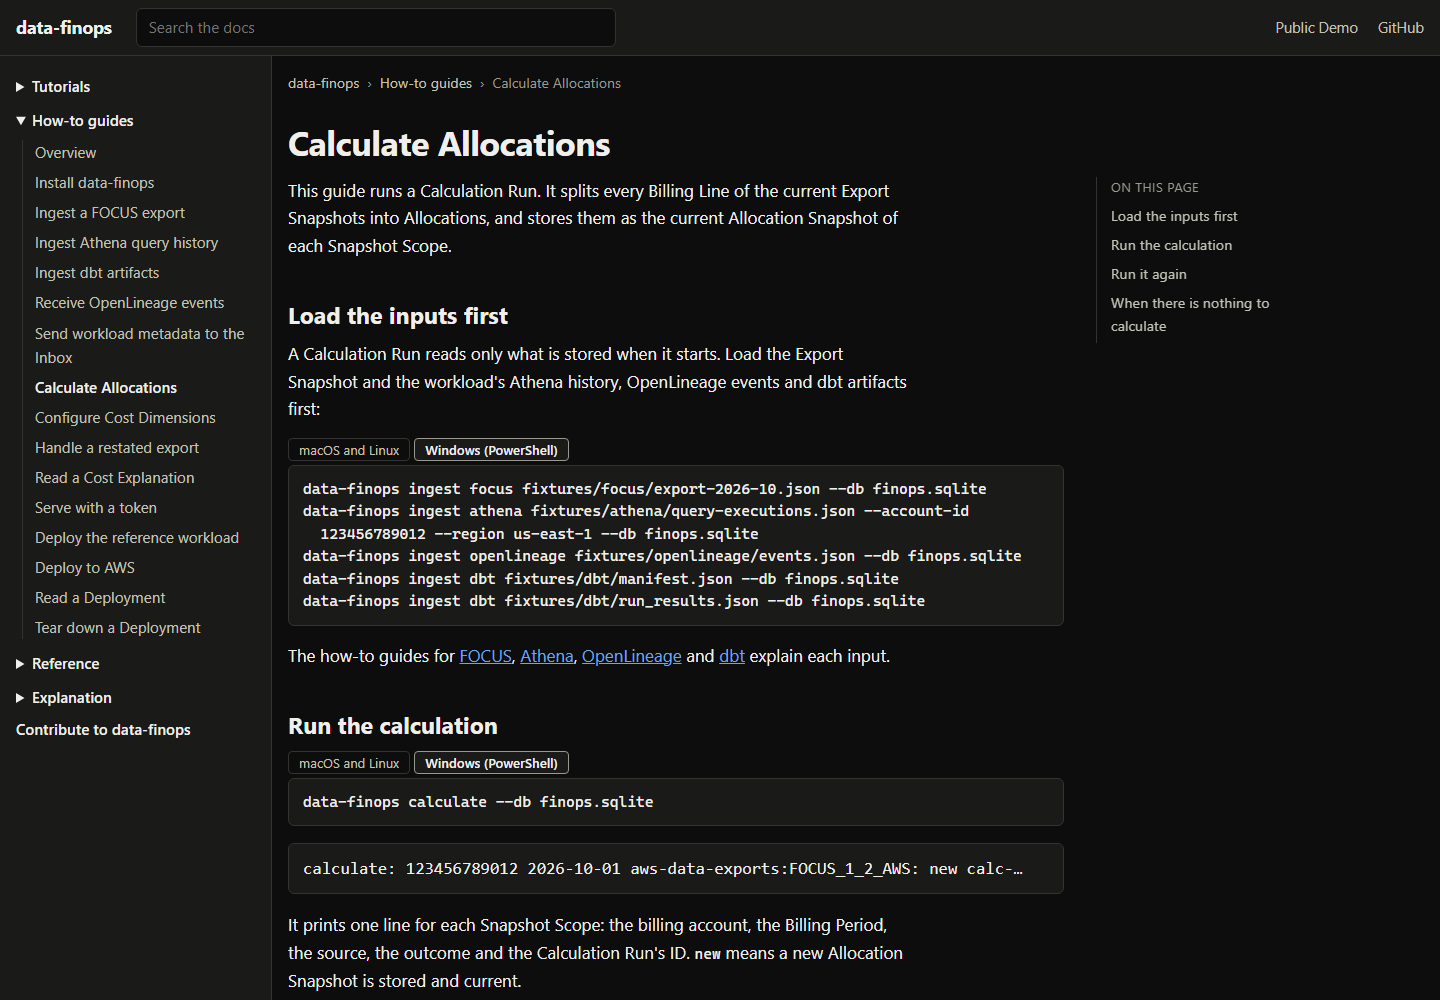 data-finops
Search the docs
Public Demo
GitHub
Tutorials
How-to guides
Overview
Install data-finops
Ingest a FOCUS export
Ingest Athena query history
Ingest dbt artifacts
Receive OpenLineage events
Send workload metadata to the
Inbox
Calculate Allocations
Configure Cost Dimensions
Handle a restated export
Read a Cost Explanation
Serve with a token
Deploy the reference workload
Deploy to AWS
Read a Deployment
Tear down a Deployment
Reference
Explanation
Contribute to data-finops
data-finops › How-to guides › Calculate Allocations
Calculate Allocations
This guide runs a Calculation Run. It splits every Billing Line of the current Export
Snapshots into Allocations, and stores them as the current Allocation Snapshot of
each Snapshot Scope.
Load the inputs first
A Calculation Run reads only what is stored when it starts. Load the Export
Snapshot and the workload's Athena history, OpenLineage events and dbt artifacts
first:
macOS and Linux
Windows (PowerShell)
data-finops ingest focus fixtures/focus/export-2026-10.json --db finops.sqlite
data-finops ingest athena fixtures/athena/query-executions.json --account-id
123456789012 --region us-east-1 --db finops.sqlite
data-finops ingest openlineage fixtures/openlineage/events.json --db finops.sqlite
data-finops ingest dbt fixtures/dbt/manifest.json --db finops.sqlite
data-finops ingest dbt fixtures/dbt/run_results.json --db finops.sqlite
The how-to guides for FOCUS, Athena, OpenLineage and dbt explain each input.
Run the calculation
macOS and Linux
Windows (PowerShell)
data-finops calculate --db finops.sqlite
calculate: 123456789012 2026-10-01 aws-data-exports:FOCUS_1_2_AWS: new calc-…
It prints one line for each Snapshot Scope: the billing account, the Billing Period,
the source, the outcome and the Calculation Run's ID. new means a new Allocation
Snapshot is stored and current.
ON THIS PAGE
Load the inputs first
Run the calculation
Run it again
When there is nothing to
calculate